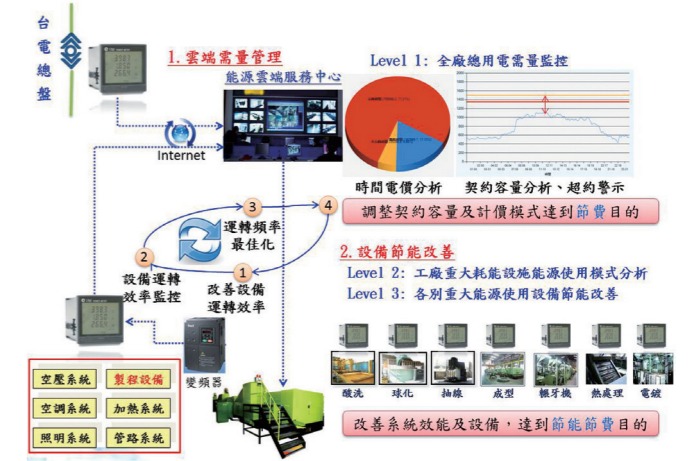 台電總盤
1.雲端需量管理
能源雲端服務中心
Internet
Level 1: 全廠總用電需量監控
時間電價分析
契約容量分析、超約警示
調整契約容量及計價模式達到節費目的
3
4
運轉頻率
最佳化
2
設備運轉
效率監控
1
改善設備
運轉效率
2.設備節能改善
Level 2: 工廠重大耗能設施能源使用模式分析
Level 3: 各別重大能源使用設備節能改善
變頻器
空壓系統
製程設備
空調系統
加熱系統
照明系統
管路系統
酸洗
球化
抽線
成型
輾牙機
熱處理
電鍍
改善系統效能及設備，達到節能節費目的